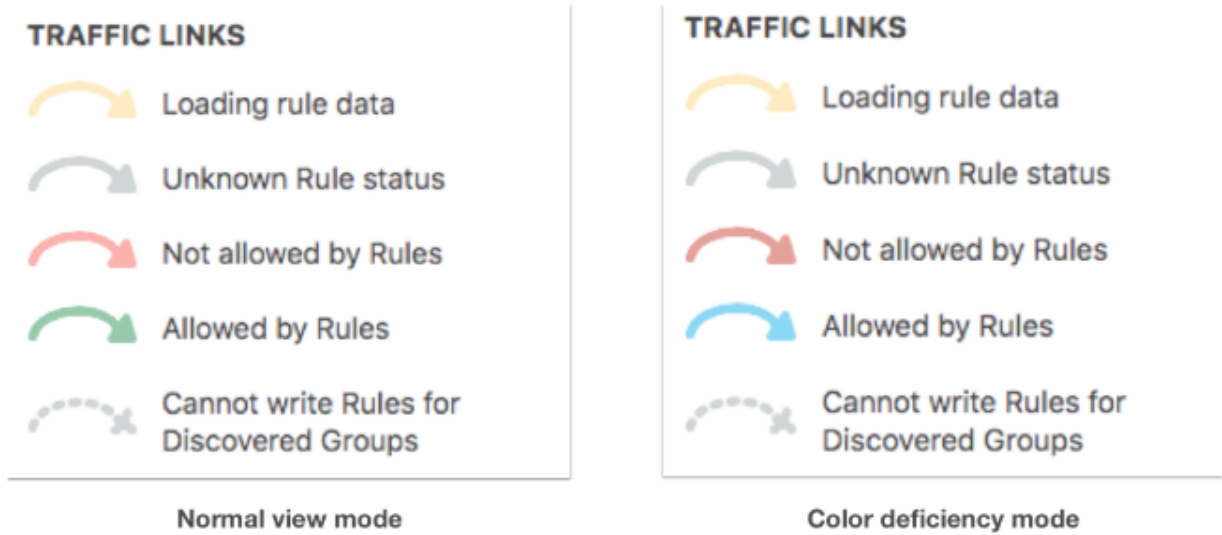 TRAFFIC LINKS
Loading rule data
Unknown Rule status
Not allowed by Rules
Allowed by Rules
Cannot write Rules for
Discovered Groups
Normal view mode
TRAFFIC LINKS
Loading rule data
Unknown Rule status
Not allowed by Rules
Allowed by Rules
Cannot write Rules for
Discovered Groups
Color deficiency mode